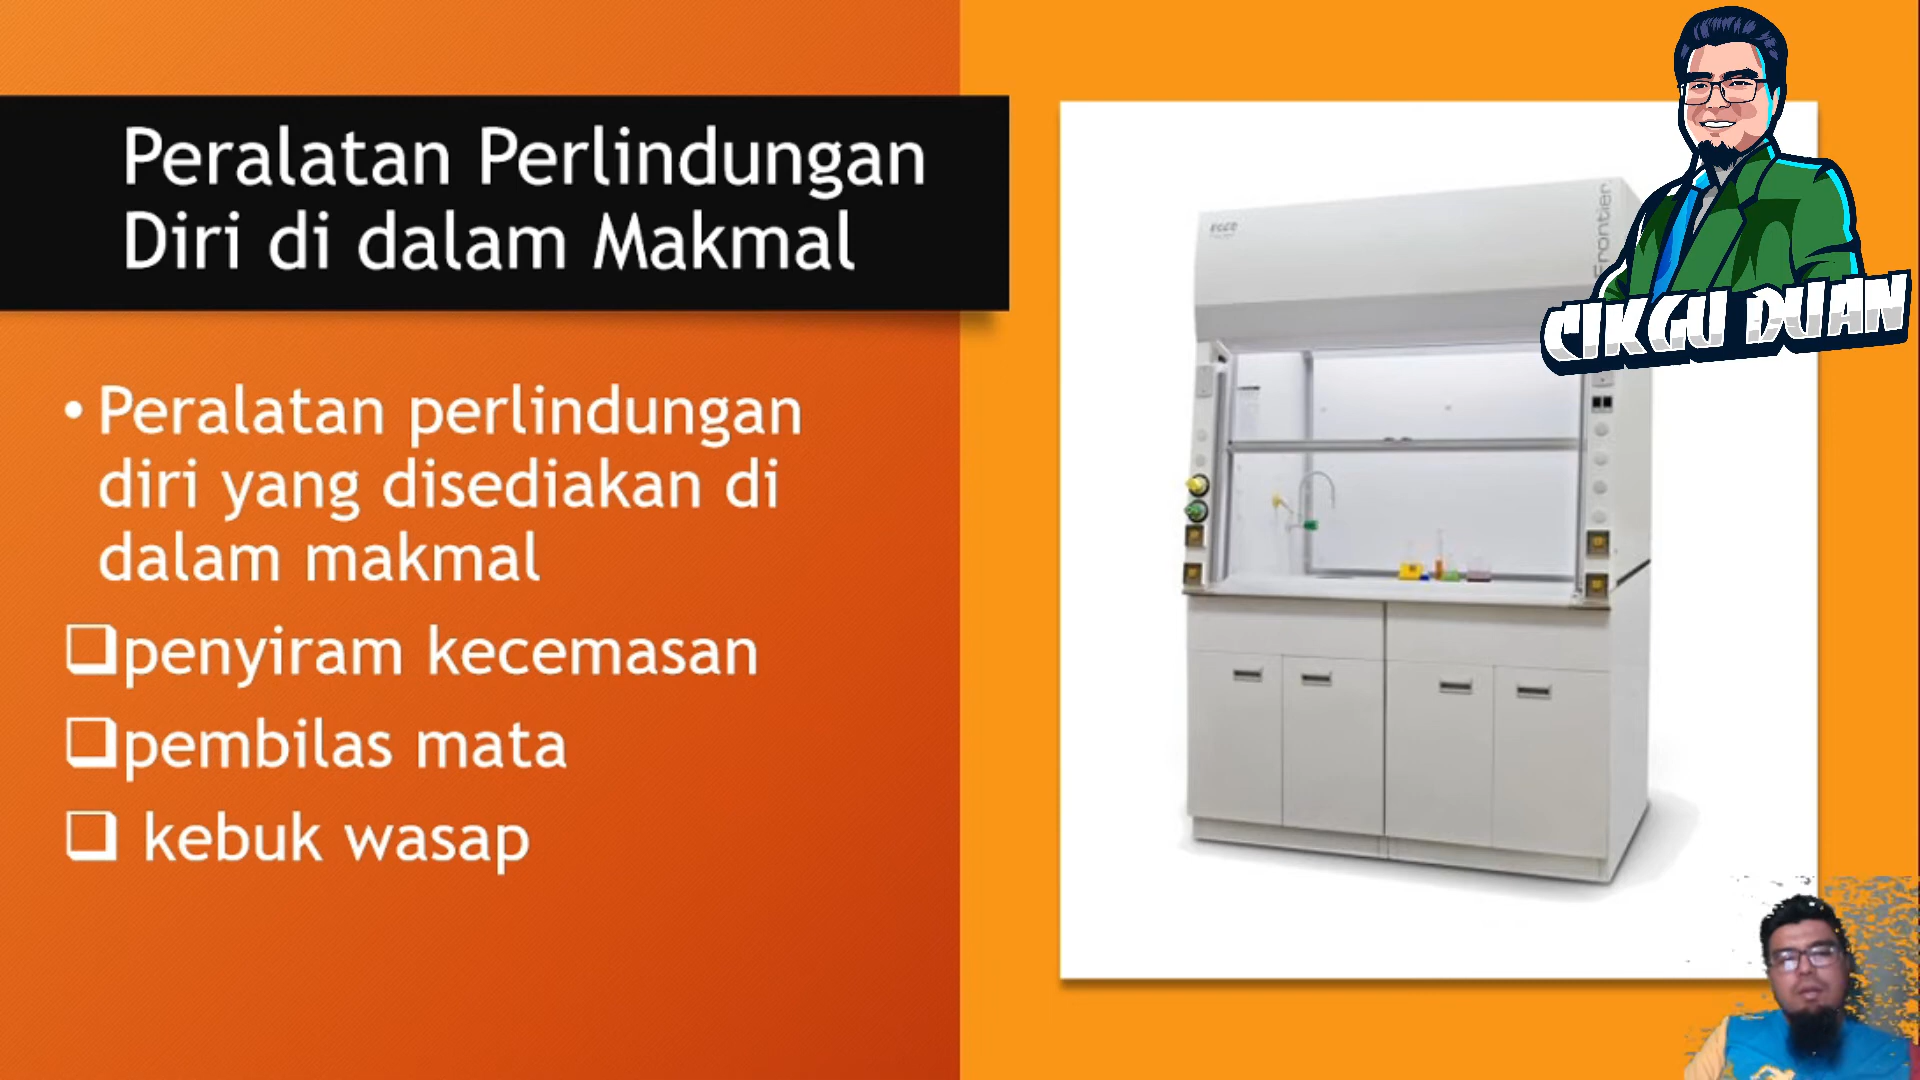 Peralatan Perlindungan
Diri di dalam Makmal
• Peralatan perlindungan
diri yang disediakan di
dalam makmal
❑penyiram kecemasan
❑pembilas mata
❑ kebuk wasap
esco
Frontier
CIKGU DUAN